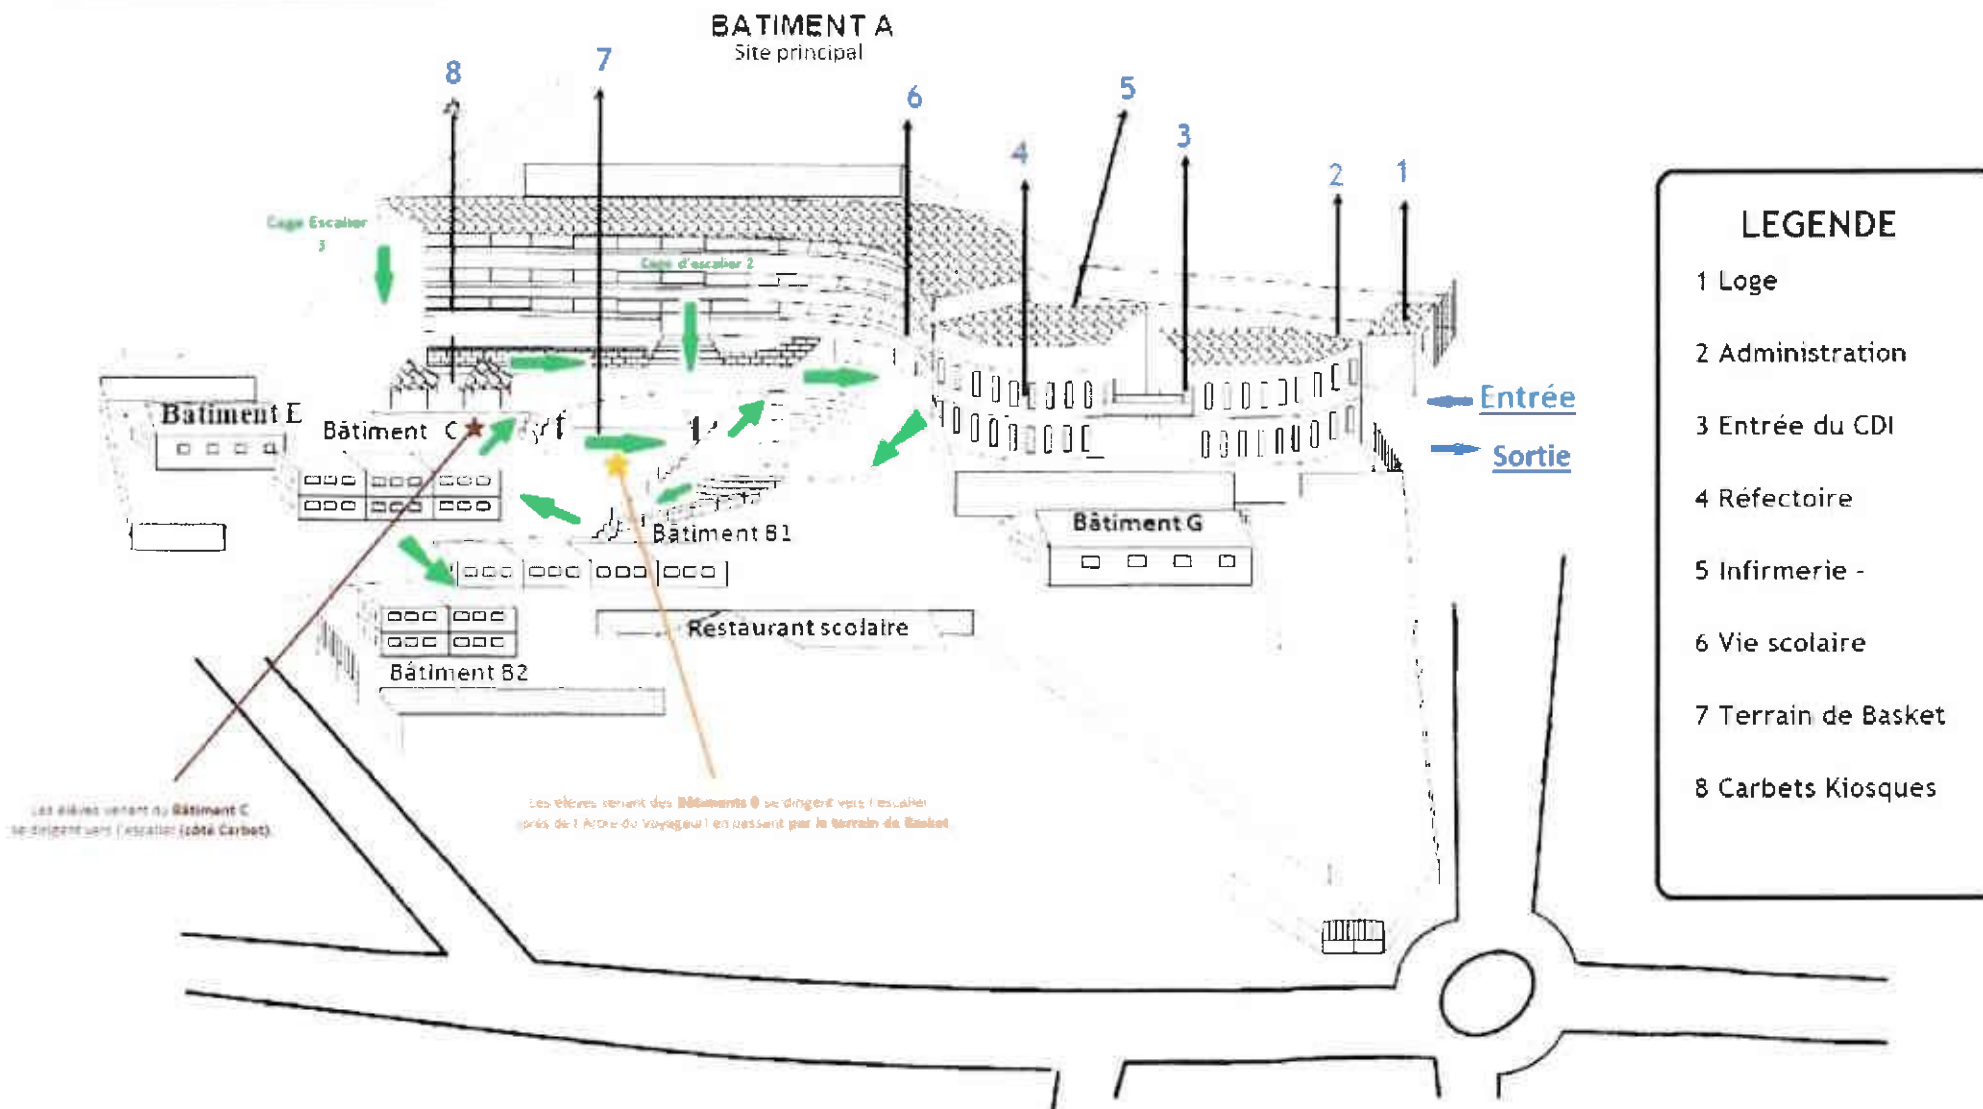 BATIMENT A
Site principal
8
7
6
5
4
3
2
1
Cage Escalier
3
Cage d'escalier 2
Entrée
Sortie
Batiment E
Bâtiment C
Bâtiment B1
Bâtiment G
Restaurant scolaire
Bâtiment B2
Les élèves venant du Bâtiment C
se dirigent vers l'escalier (côté Carbet).
Les élèves venant des Bâtiments B se dirigent vers l'escalier
près de l'Arbre du Voyageur en passant par le terrain de Basket
LEGENDE
1 Loge
2 Administration
3 Entrée du CDI
4 Réfectoire
5 Infirmerie -
6 Vie scolaire
7 Terrain de Basket
8 Carbets Kiosques